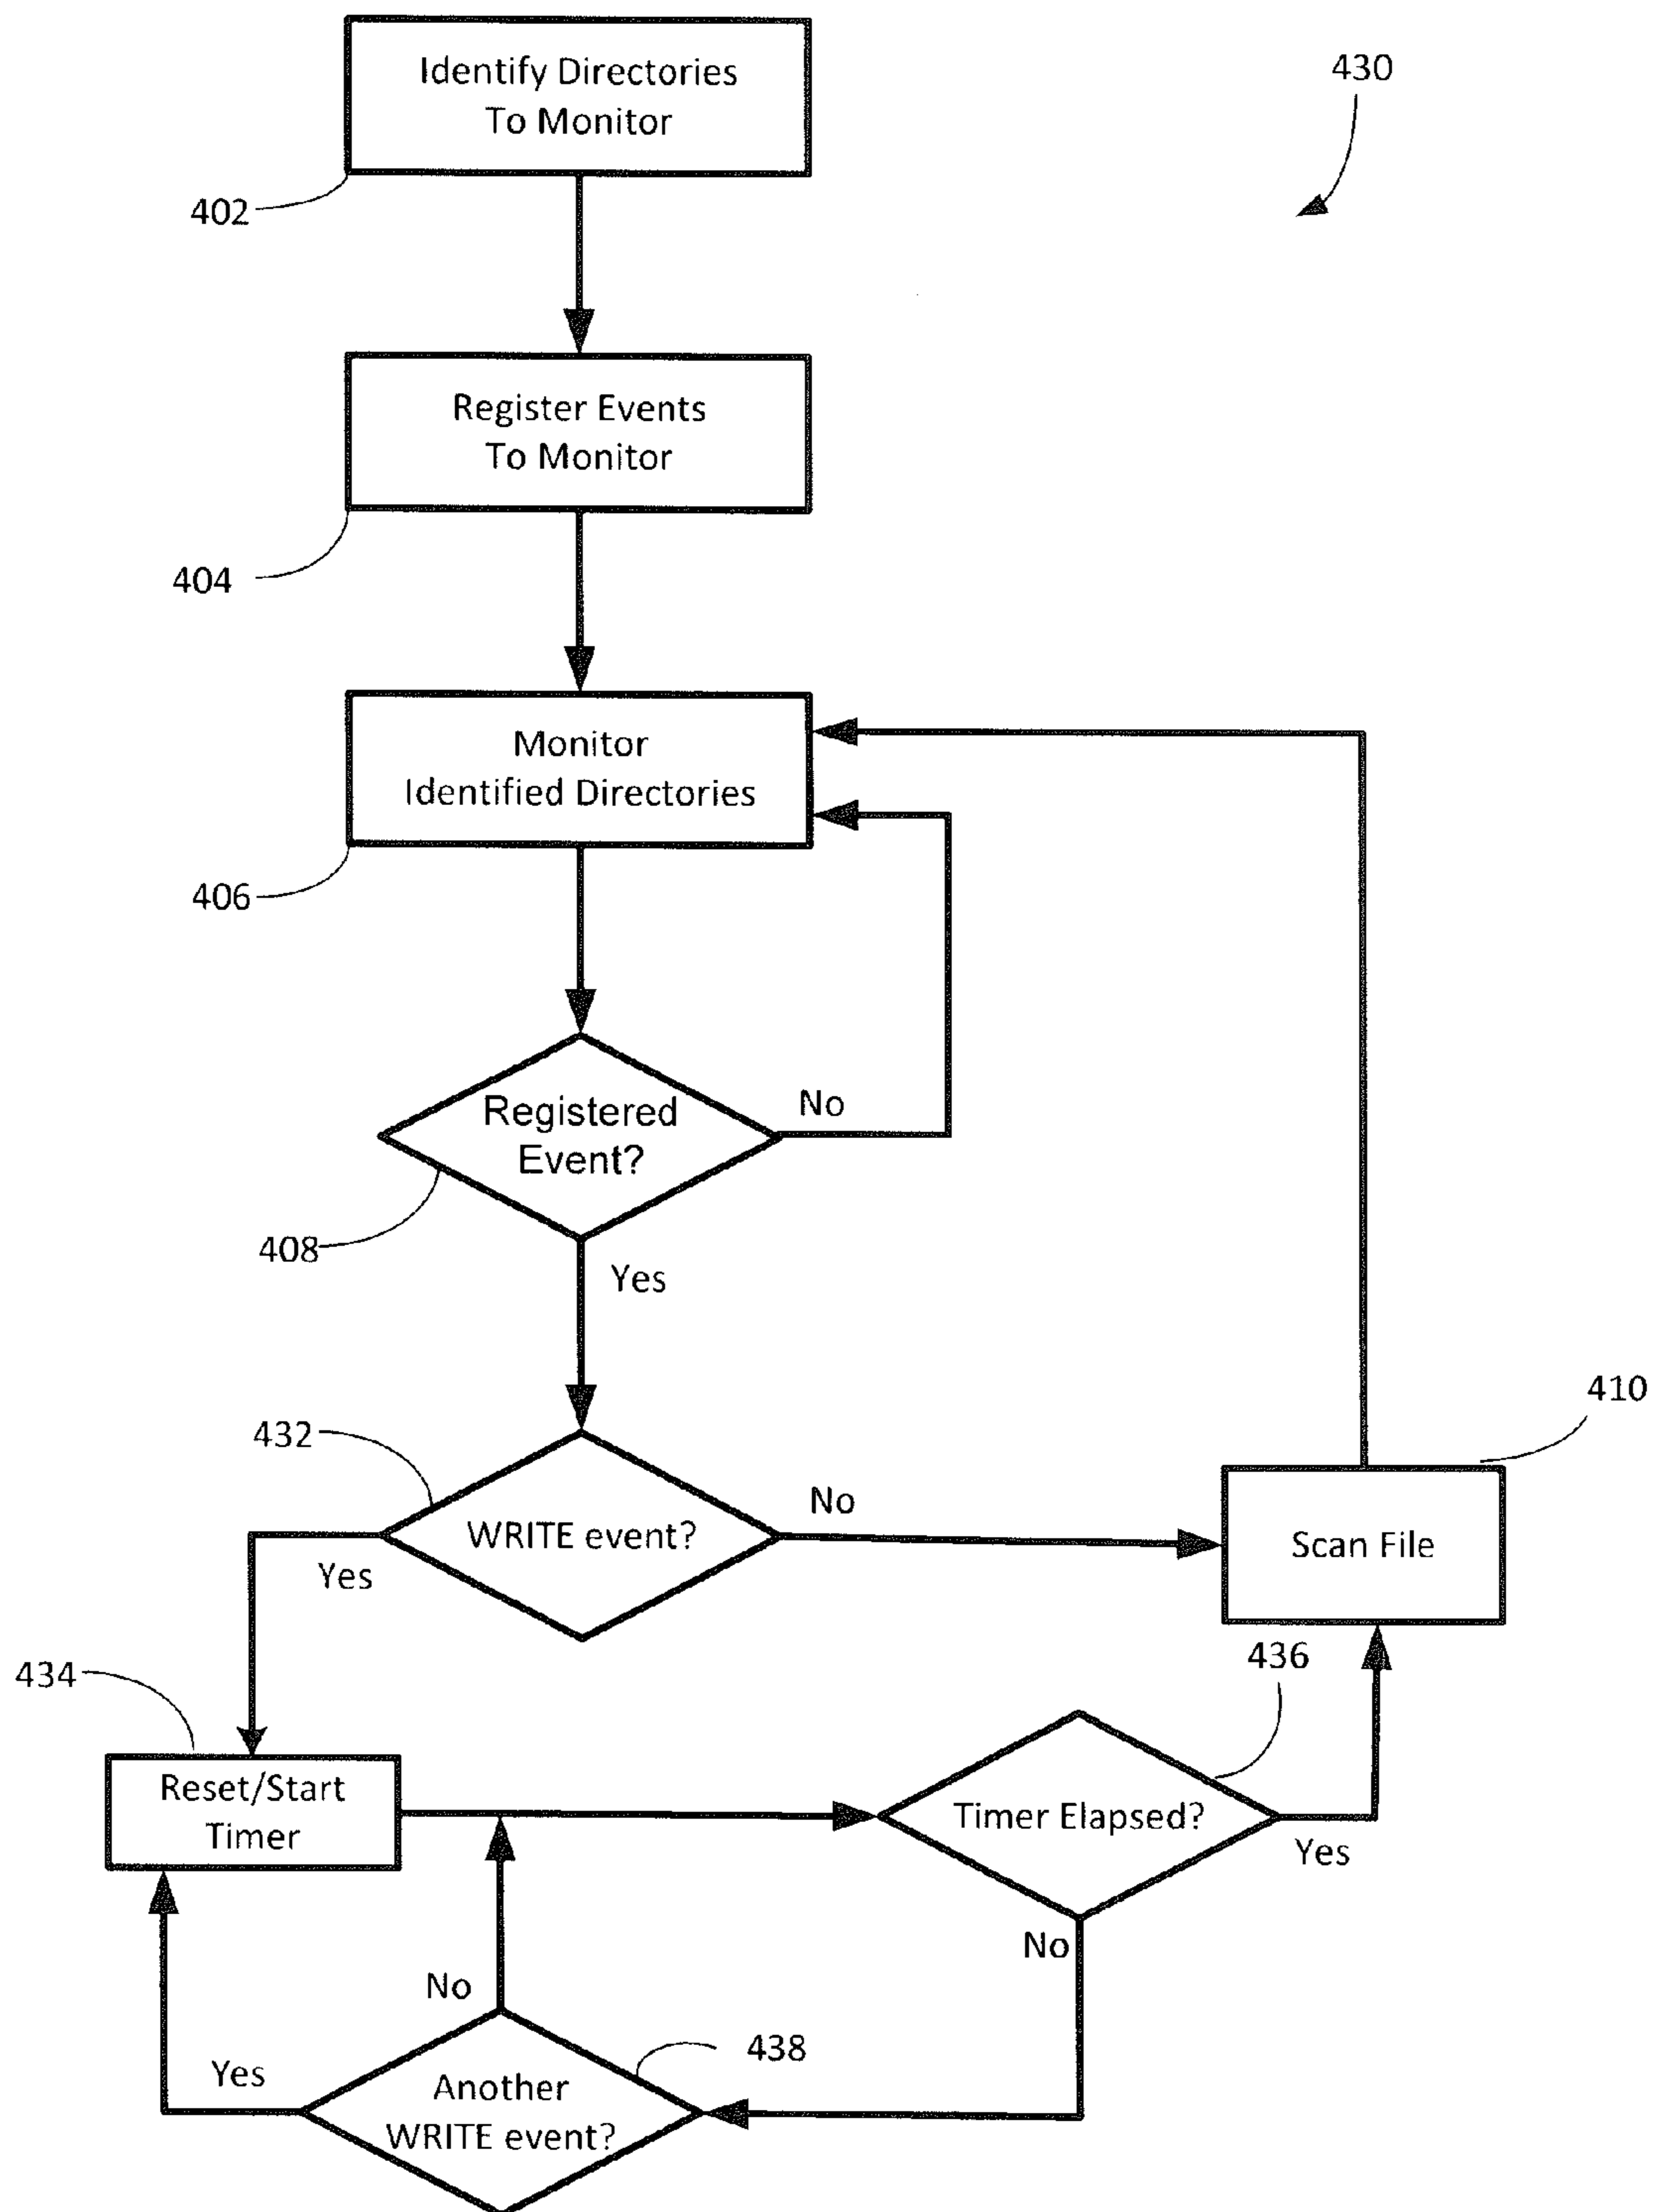 Identify Directories
To Monitor
430
402
Register Events
To Monitor
404
Monitor
Identified Directories
406
Registered
Event?
No
408
Yes
410
432
WRITE event?
No
Yes
Scan File
434
436
Reset/Start
Timer
Timer Elapsed?
Yes
No
No
438
Yes
Another
WRITE event?